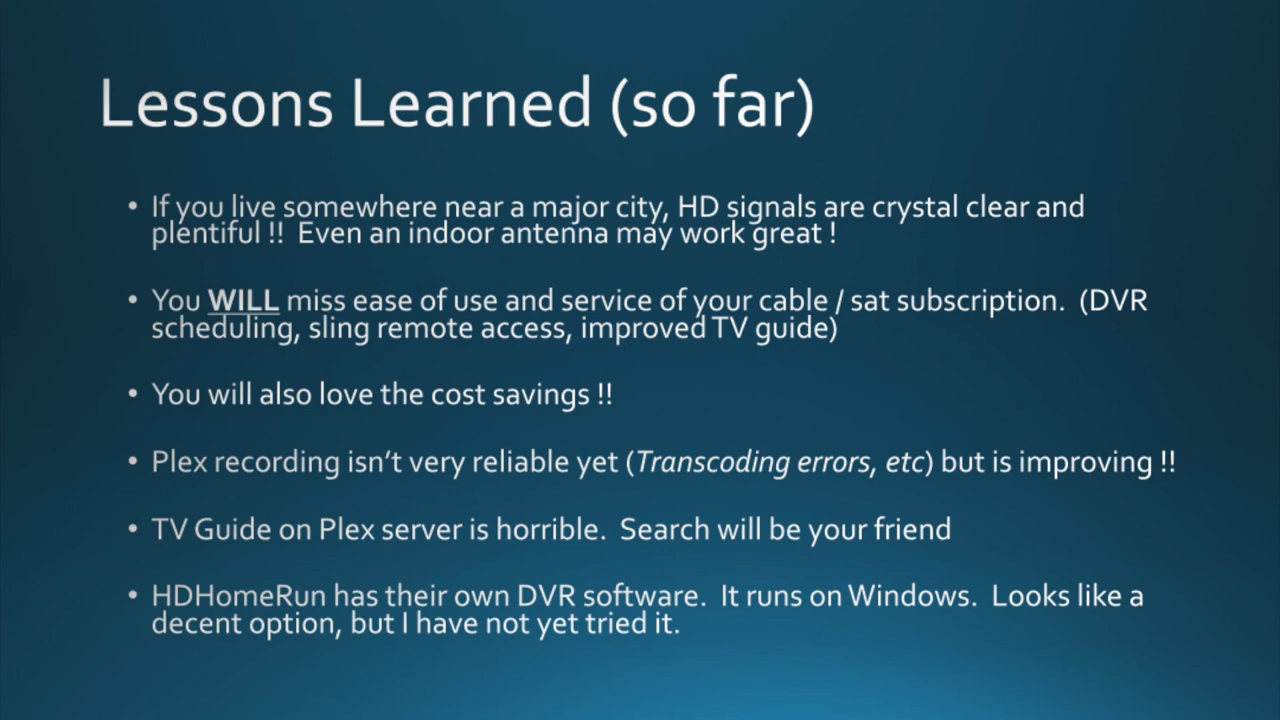 Lessons Learned (so far)
• If you live somewhere near a major city, HD signals are crystal clear and
plentiful !!  Even an indoor antenna may work great !
• You WILL miss ease of use and service of your cable / sat subscription.  (DVR
scheduling, sling remote access, improved TV guide)
• You will also love the cost savings !!
• Plex recording isn’t very reliable yet (Transcoding errors, etc) but is improving !!
• TV Guide on Plex server is horrible.  Search will be your friend
• HDHomeRun has their own DVR software.  It runs on Windows.  Looks like a
decent option, but I have not yet tried it.